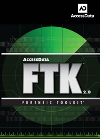 AccessData
AccessData
FTK
2.0
FORENSIC TOOLKIT